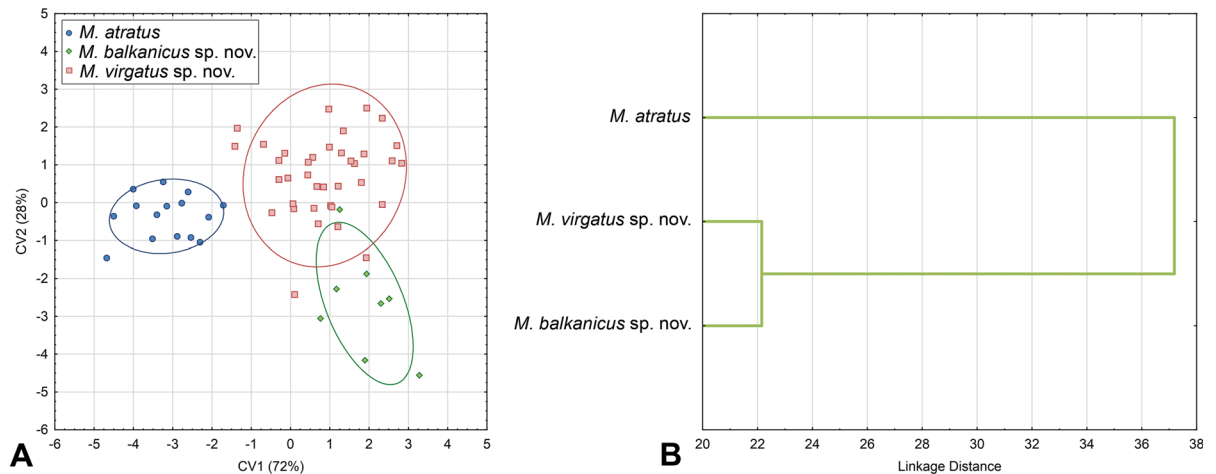 5
4
3
2
1
0
-1
-2
-3
-4
-5
-6
CV2 (28%)
M. atratus
M. balkanicus sp. nov.
M. virgatus sp. nov.
-6 -5 -4 -3 -2 -1 0 1 2 3 4 5
CV1 (72%)
A
M. atratus
M. virgatus sp. nov.
M. balkanicus sp. nov.
20 22 24 26 28 30 32 34 36 38
Linkage Distance
B